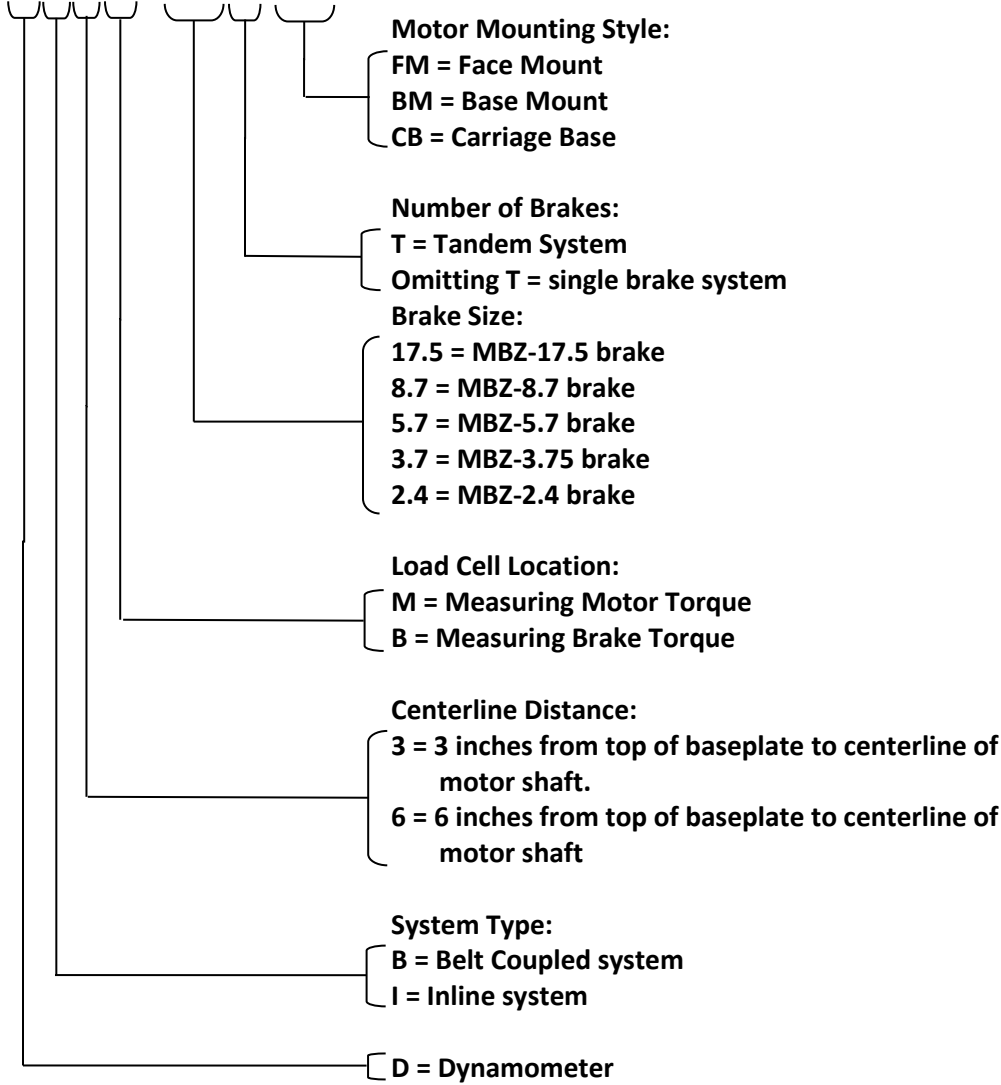 Motor Mounting Style:
FM = Face Mount
BM = Base Mount
CB = Carriage Base
Number of Brakes:
T = Tandem System
Omitting T = single brake system
Brake Size:
17.5 = MBZ-17.5 brake
8.7 = MBZ-8.7 brake
5.7 = MBZ-5.7 brake
3.7 = MBZ-3.75 brake
2.4 = MBZ-2.4 brake
Load Cell Location:
M = Measuring Motor Torque
B = Measuring Brake Torque
Centerline Distance:
3 = 3 inches from top of baseplate to centerline of
motor shaft.
6 = 6 inches from top of baseplate to centerline of
motor shaft
System Type:
B = Belt Coupled system
I = Inline system
D = Dynamometer